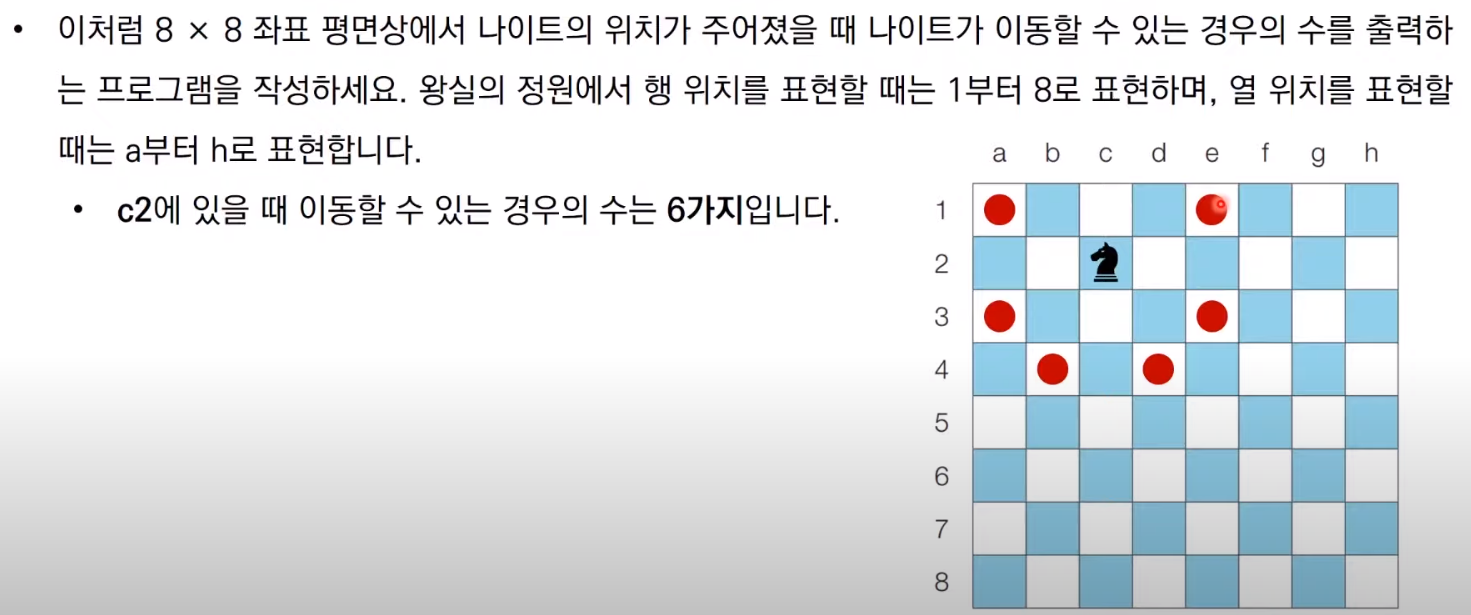 • 이처럼 8 × 8 좌표 평면상에서 나이트의 위치가 주어졌을 때 나이트가 이동할 수 있는 경우의 수를 출력하
는 프로그램을 작성하세요. 왕실의 정원에서 행 위치를 표현할 때는 1부터 8로 표현하며, 열 위치를 표현할
때는 a부터 h로 표현합니다.
• c2에 있을 때 이동할 수 있는 경우의 수는 6가지입니다.
a b c d e f g h
1
2
3
4
5
6
7
8